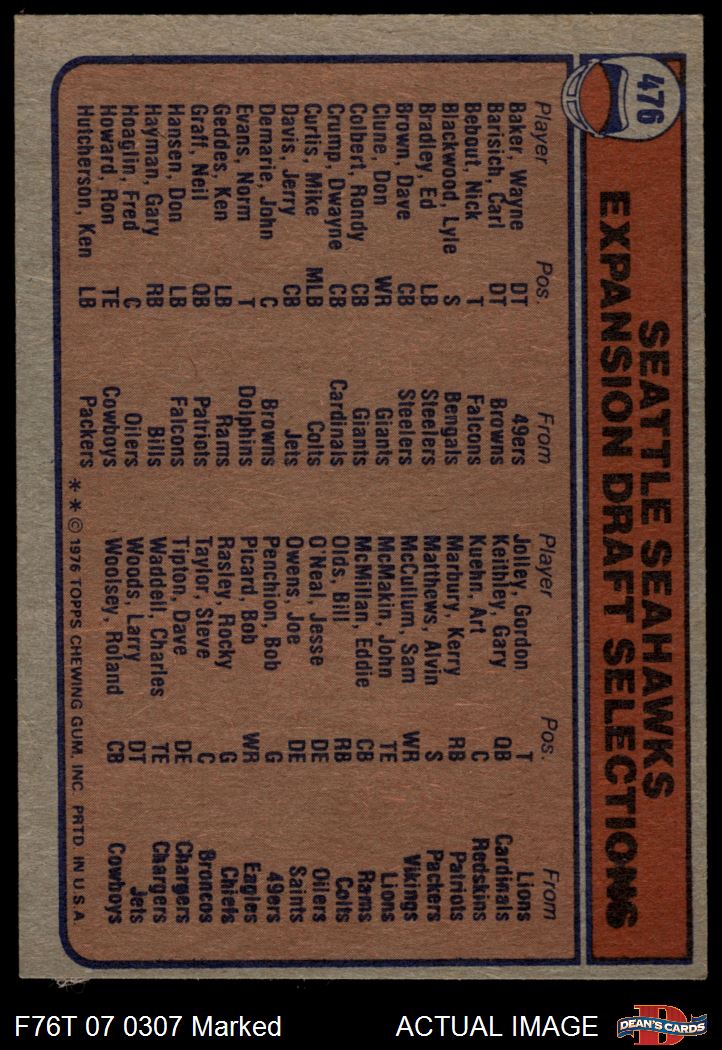 476
SEATTLE SEAHAWKS
EXPANSION DRAFT SELECTIONS
Player Pos. From
Baker, Wayne DT 49ers
Barisich, Carl DT Browns
Bebout, Nick T Falcons
Blackwood, Lyle S Bengals
Bradley, Ed LB Steelers
Brown, Dave CB Steelers
Clune, Don WR Giants
Colbert, Rondy CB Giants
Crump, Dwayne CB Cardinals
Curtis, Mike MLB Colts
Davis, Jerry CB Jets
Demarie, John C Browns
Evans, Norm T Dolphins
Geddes, Ken LB Rams
Graff, Neil QB Patriots
Hansen, Don LB Falcons
Hayman, Gary RB Bills
Hoaglin, Fred C Oilers
Howard, Ron TE Cowboys
Hutcherson, Ken LB Packers
Player Pos. From
Jolley, Gordon T Lions
Keithley, Gary QB Cardinals
Kuehn, Art C Redskins
Marbury, Kerry RB Patriots
Matthews, Alvin S Packers
McCullum, Sam WR Vikings
McMakin, John TE Lions
McMillan, Eddie CB Rams
Olds, Bill RB Colts
O'Neal, Jesse DE Oilers
Owens, Joe DE Saints
Penchion, Bob G 49ers
Picard, Bob WR Eagles
Rasley, Rocky G Chiefs
Taylor, Steve C Broncos
Tipton, Dave DE Chargers
Waddell, Charles TE Chargers
Woods, Larry DT Jets
Woolsey, Roland CB Cowboys
* * © 1976 TOPPS CHEWING GUM, INC. PRTD. IN U.S.A.
F76T 07 0307 Marked
ACTUAL IMAGE
D
DEAN'S CARDS